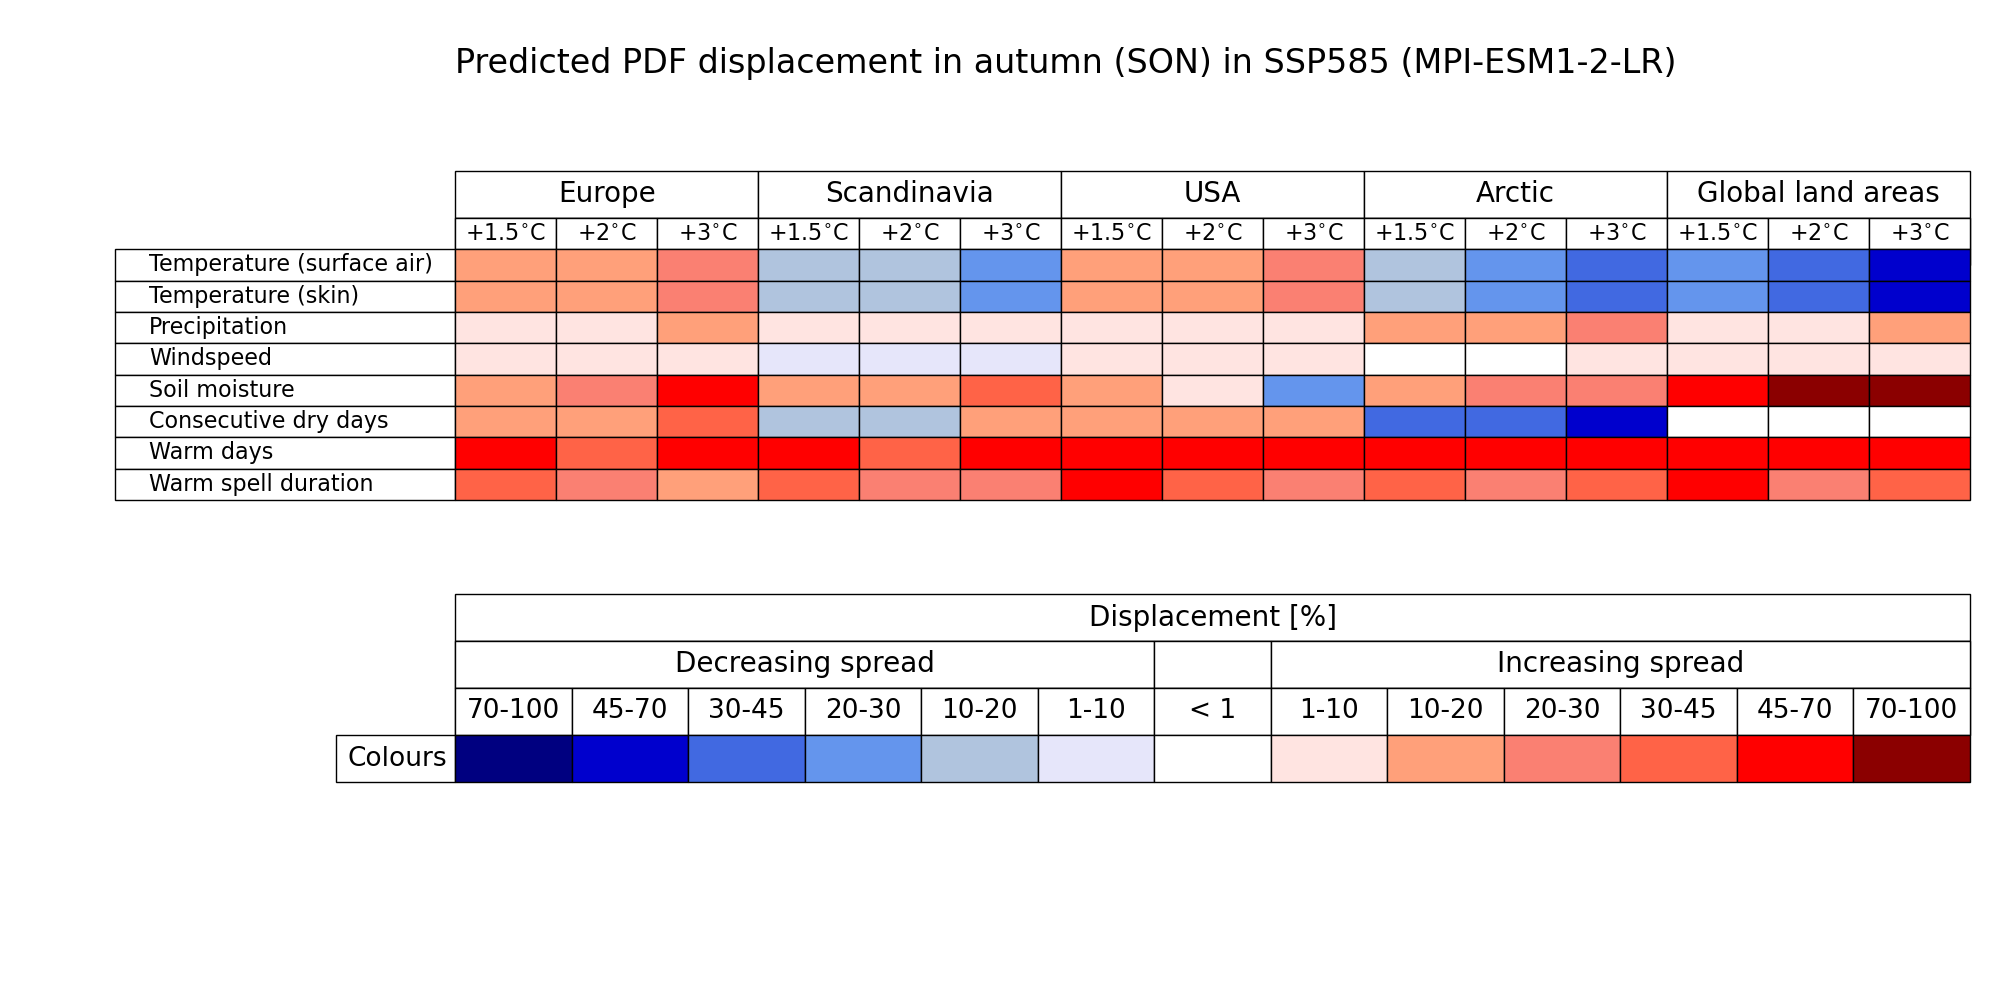 Predicted PDF displacement in autumn (SON) in SSP585 (MPI-ESM1-2-LR)
Europe Scandinavia USA Arctic Global land areas
+1.5°C +2°C +3°C +1.5°C +2°C +3°C +1.5°C +2°C +3°C +1.5°C +2°C +3°C +1.5°C +2°C +3°C
Temperature (surface air)
Temperature (skin)
Precipitation
Windspeed
Soil moisture
Consecutive dry days
Warm days
Warm spell duration
Displacement [%]
Decreasing spread Increasing spread
70-100 45-70 30-45 20-30 10-20 1-10 < 1 1-10 10-20 20-30 30-45 45-70 70-100
Colours